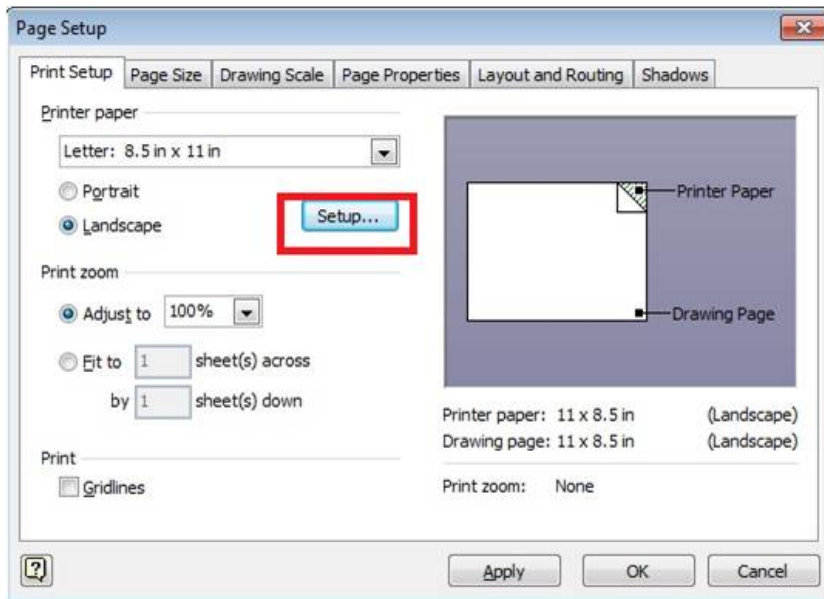 Page Setup
Print Setup Page Size Drawing Scale Page Properties Layout and Routing Shadows
Printer paper
Letter: 8.5 in x 11 in
Portrait
Landscape
Setup...
Print zoom
Adjust to 100%
Fit to 1 sheet(s) across
by 1 sheet(s) down
Print
Gridlines
Printer Paper
Drawing Page
Printer paper: 11 x 8.5 in (Landscape)
Drawing page: 11 x 8.5 in (Landscape)
Print zoom: None
?
Apply OK Cancel